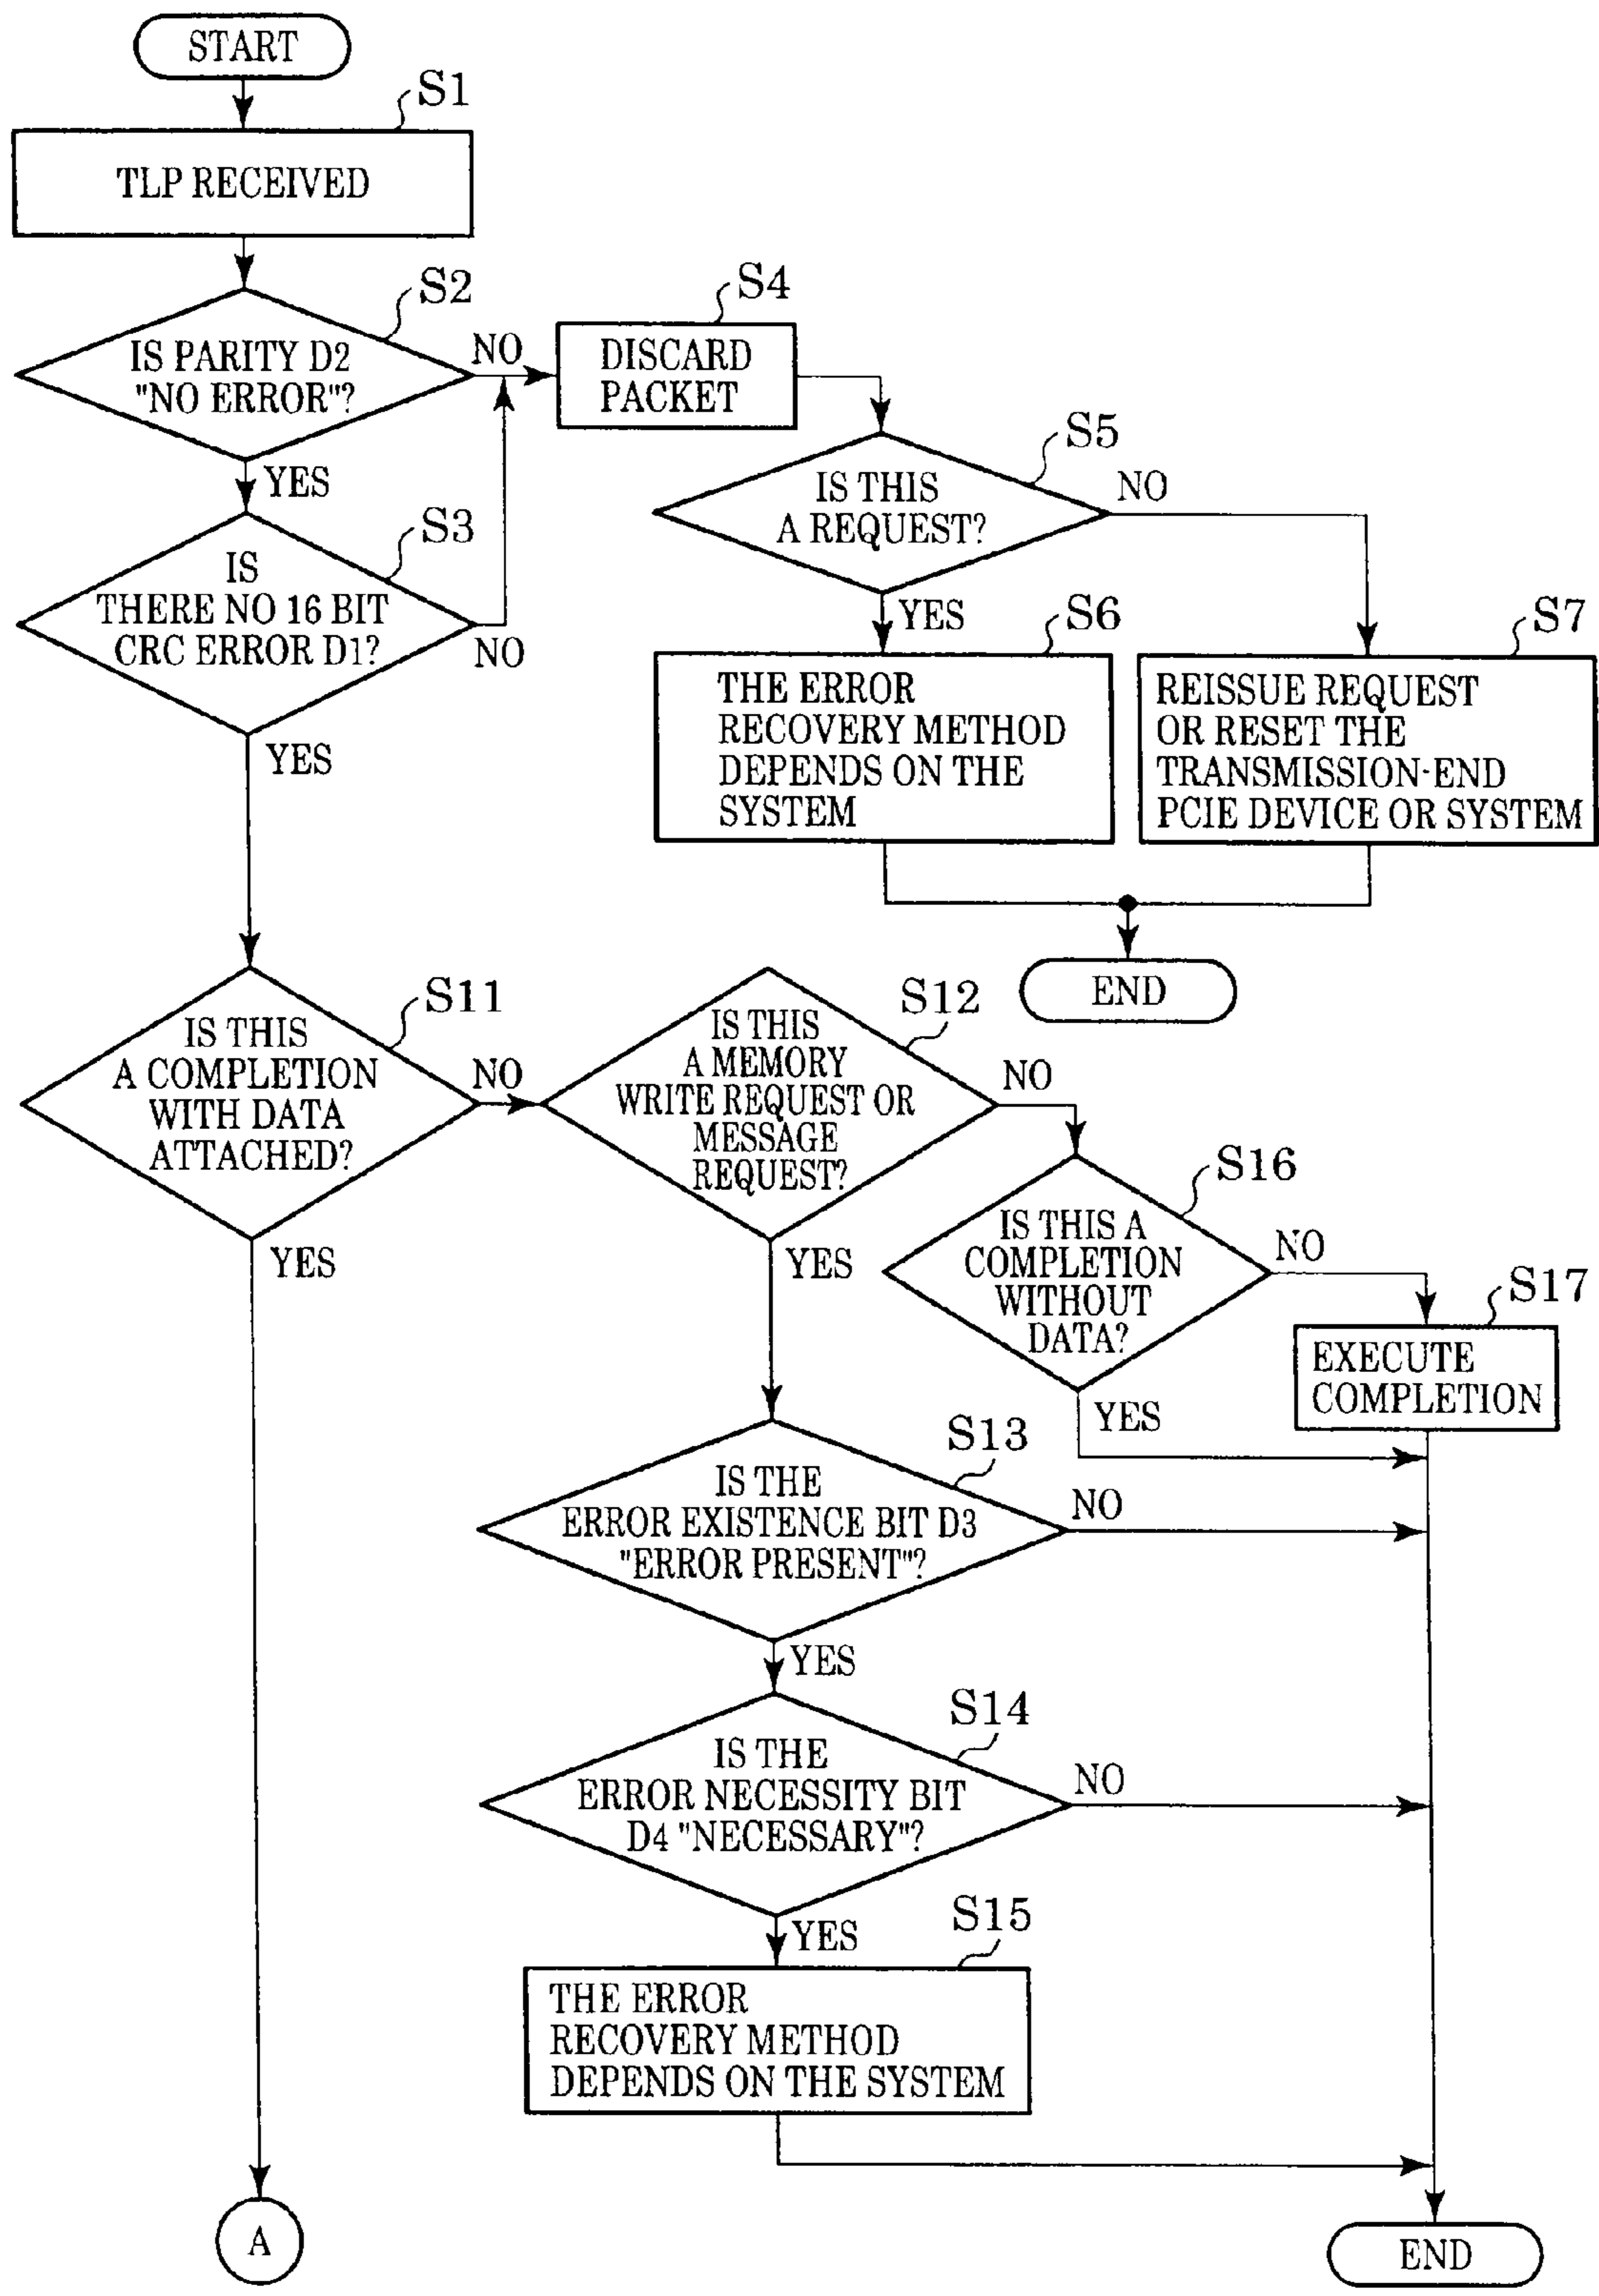 START
S1
TLP RECEIVED
S2
IS PARITY D2
"NO ERROR"?
NO
YES
S4
DISCARD
PACKET
S3
IS
THERE NO 16 BIT
CRC ERROR D1?
NO
YES
S5
IS THIS
A REQUEST?
NO
YES
S6
THE ERROR
RECOVERY METHOD
DEPENDS ON THE
SYSTEM
S7
REISSUE REQUEST
OR RESET THE
TRANSMISSION-END
PCIE DEVICE OR SYSTEM
END
S11
IS THIS
A COMPLETION
WITH DATA
ATTACHED?
NO
YES
S12
IS THIS
A MEMORY
WRITE REQUEST OR
MESSAGE
REQUEST?
NO
YES
S16
IS THIS A
COMPLETION
WITHOUT
DATA?
NO
YES
S17
EXECUTE
COMPLETION
S13
IS THE
ERROR EXISTENCE BIT D3
"ERROR PRESENT"?
NO
YES
S14
IS THE
ERROR NECESSITY BIT
D4 "NECESSARY"?
NO
YES
S15
THE ERROR
RECOVERY METHOD
DEPENDS ON THE SYSTEM
A
END